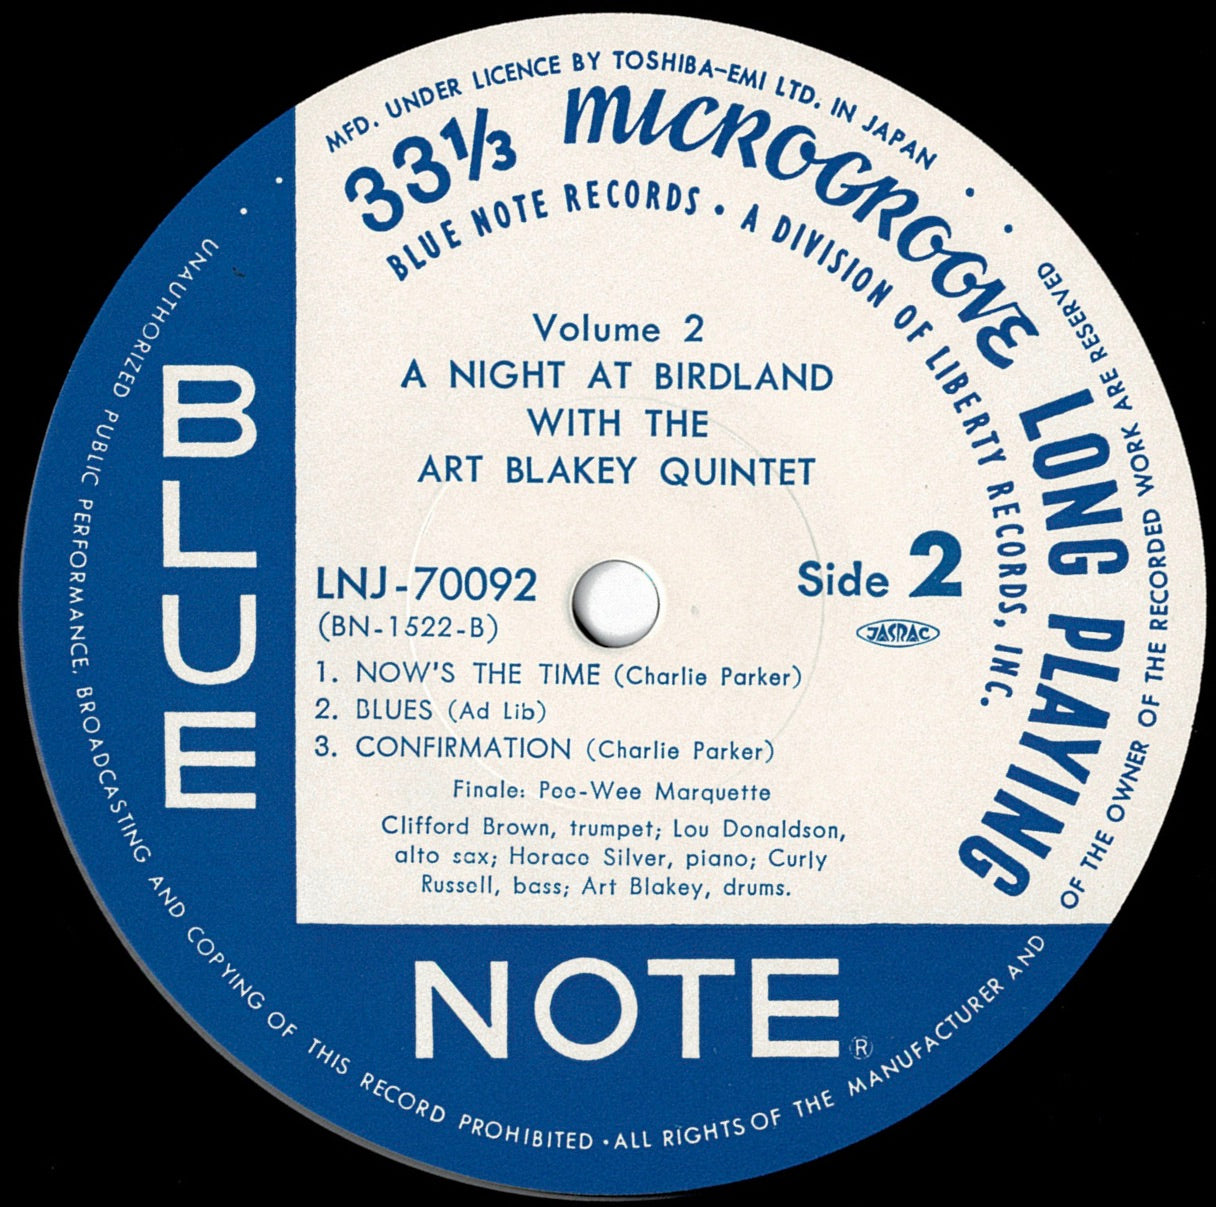 MFD. UNDER LICENCE BY TOSHIBA-EMI LTD. IN JAPAN
33⅓ MICROGROOVE LONG PLAYING
BLUE NOTE RECORDS • A DIVISION OF LIBERTY RECORDS, INC.
Volume 2
A NIGHT AT BIRDLAND
WITH THE
ART BLAKEY QUINTET
LNJ-70092
(BN-1522-B)
Side 2
JASRAC
1. NOW'S THE TIME (Charlie Parker)
2. BLUES (Ad Lib)
3. CONFIRMATION (Charlie Parker)
Finale: Pee-Wee Marquette
Clifford Brown, trumpet; Lou Donaldson,
alto sax; Horace Silver, piano; Curly
Russell, bass; Art Blakey, drums.
BLUE
NOTE ®
UNAUTHORIZED PUBLIC PERFORMANCE, BROADCASTING AND COPYING OF THIS RECORD PROHIBITED • ALL RIGHTS OF THE MANUFACTURER AND OF THE OWNER OF THE RECORDED WORK ARE RESERVED